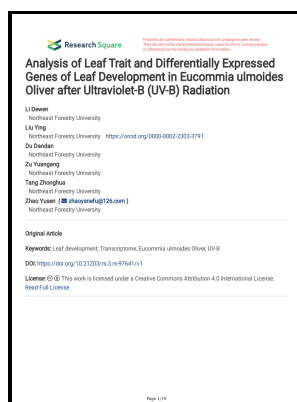 Research Square
Preprints are preliminary reports that have not undergone peer review.
They should not be considered conclusive, used to inform clinical practice,
or referenced by the media as validated information.
Analysis of Leaf Trait and Differentially Expressed
Genes of Leaf Development in Eucommia ulmoides
Oliver after Ultraviolet-B (UV-B) Radiation
Li Dewen
Northeast Forestry University
Liu Ying
Northeast Forestry University https://orcid.org/0000-0002-2303-3791
Du Dandan
Northeast Forestry University
Zu Yuangang
Northeast Forestry University
Tang Zhonghua
Northeast Forestry University
Zhao Yusen ( zhaoysnefu@126.com )
Northeast Forestry University
Original Article
Keywords: Leaf development, Transcriptome, Eucommia ulmoides Oliver, UV-B
DOI: https://doi.org/10.21203/rs.3.rs-97641/v1
License: This work is licensed under a Creative Commons Attribution 4.0 International License.
Read Full License
Page 1/19